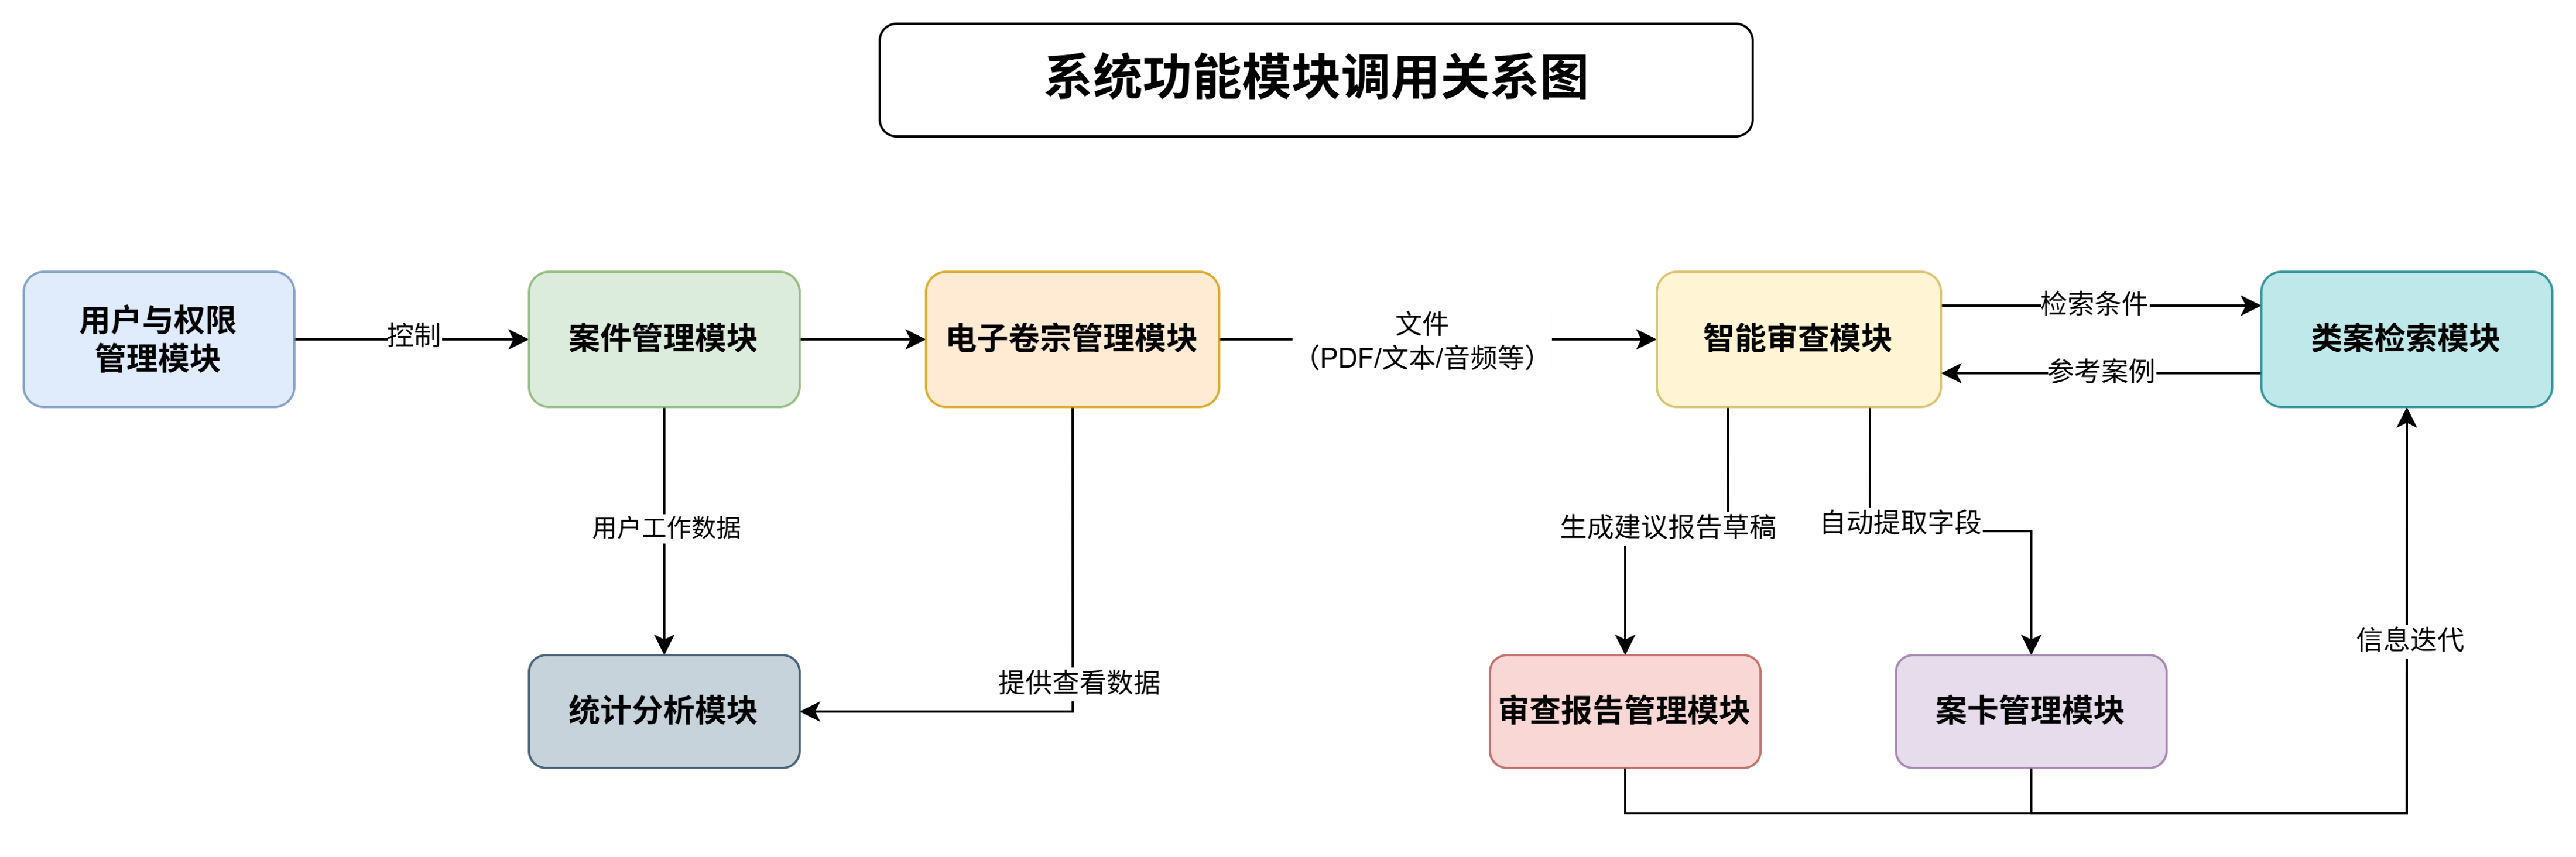 系统功能模块调用关系图
用户与权限
管理模块
控制
案件管理模块
电子卷宗管理模块
文件
（PDF/文本/音频等）
智能审查模块
检索条件
参考案例
类案检索模块
用户工作数据
生成建议报告草稿
自动提取字段
提供查看数据
信息迭代
统计分析模块
审查报告管理模块
案卡管理模块